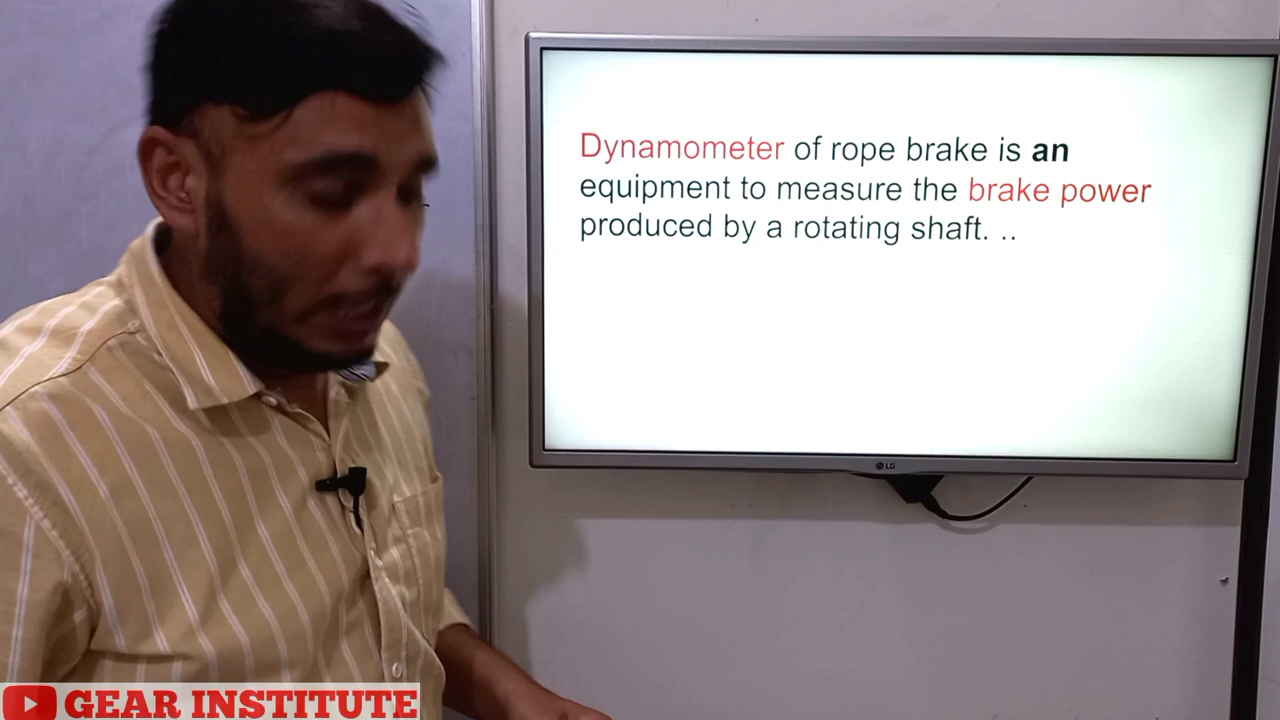 Dynamometer of rope brake is an
equipment to measure the brake power
produced by a rotating shaft. ..
LG
GEAR INSTITUTE